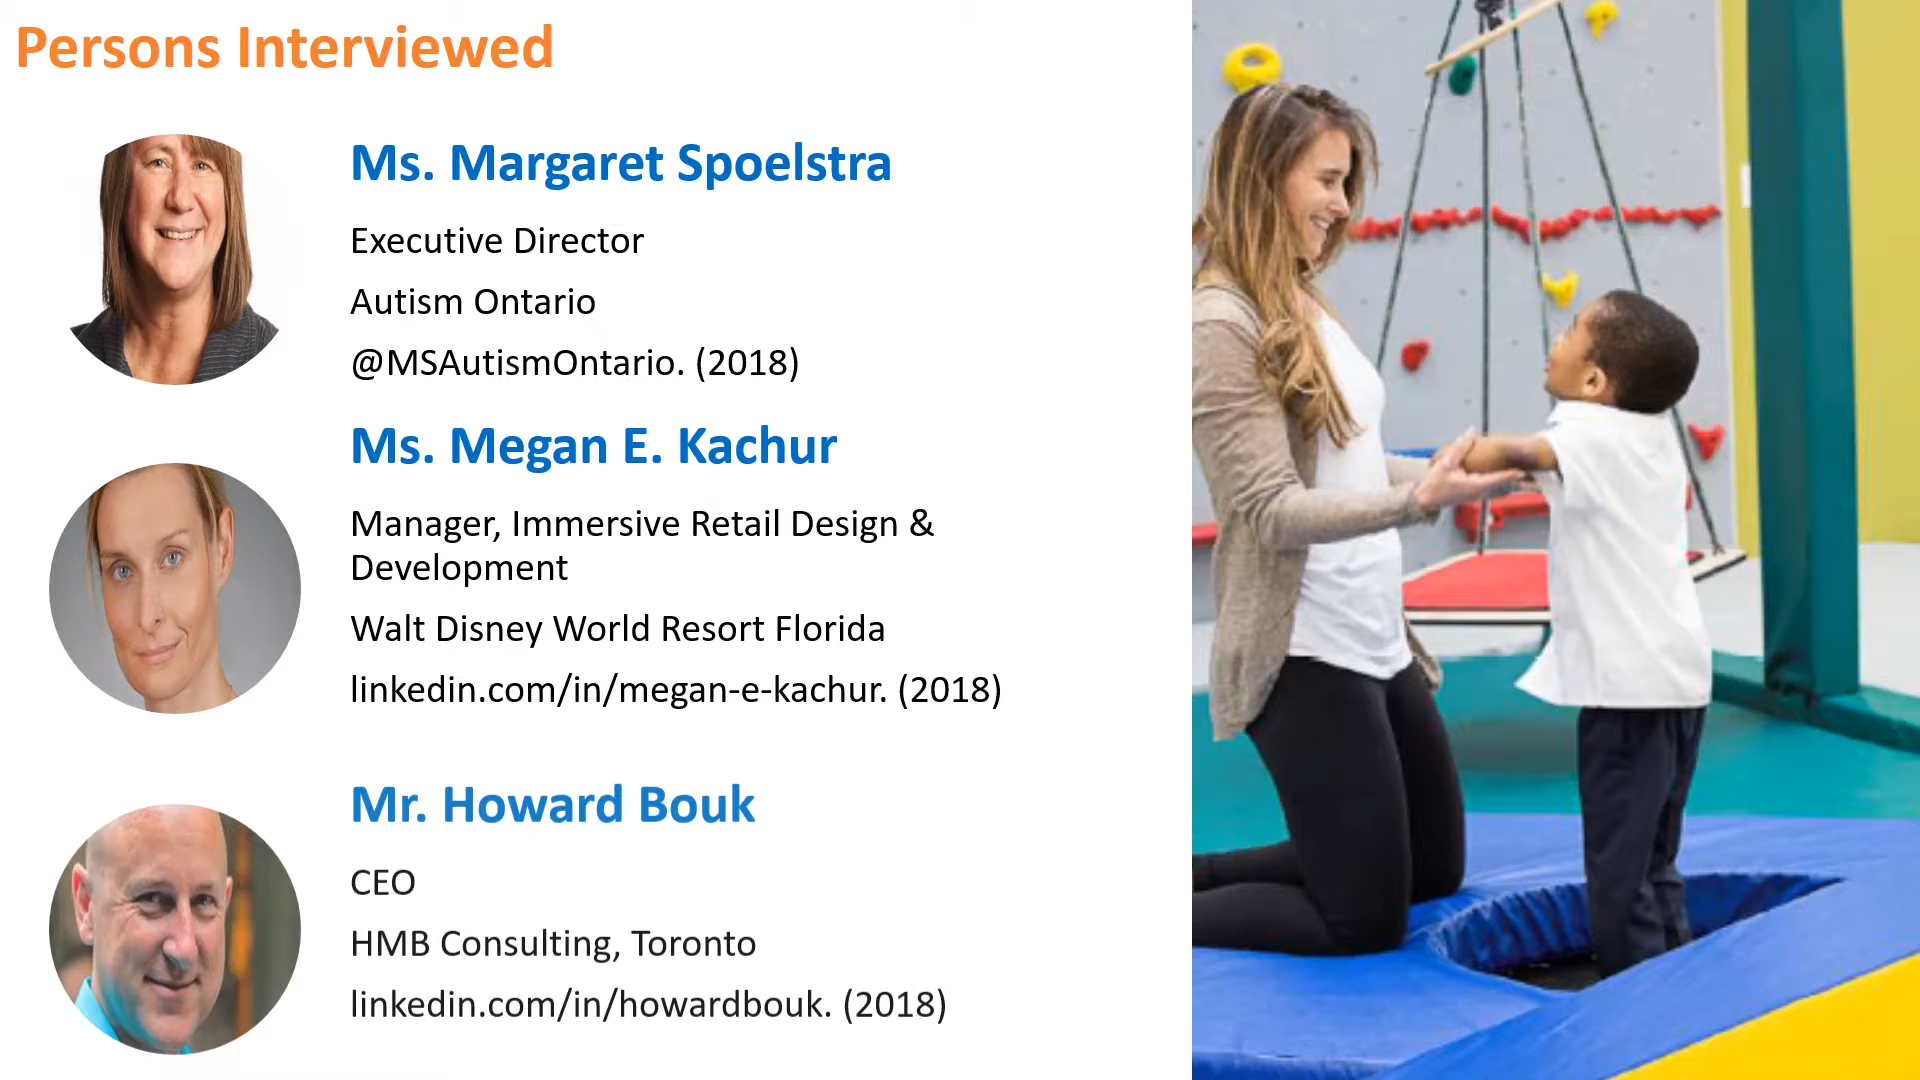 Persons Interviewed
Ms. Margaret Spoelstra
Executive Director
Autism Ontario
@MSAutismOntario. (2018)
Ms. Megan E. Kachur
Manager, Immersive Retail Design &
Development
Walt Disney World Resort Florida
linkedin.com/in/megan-e-kachur. (2018)
Mr. Howard Bouk
CEO
HMB Consulting, Toronto
linkedin.com/in/howardbouk. (2018)